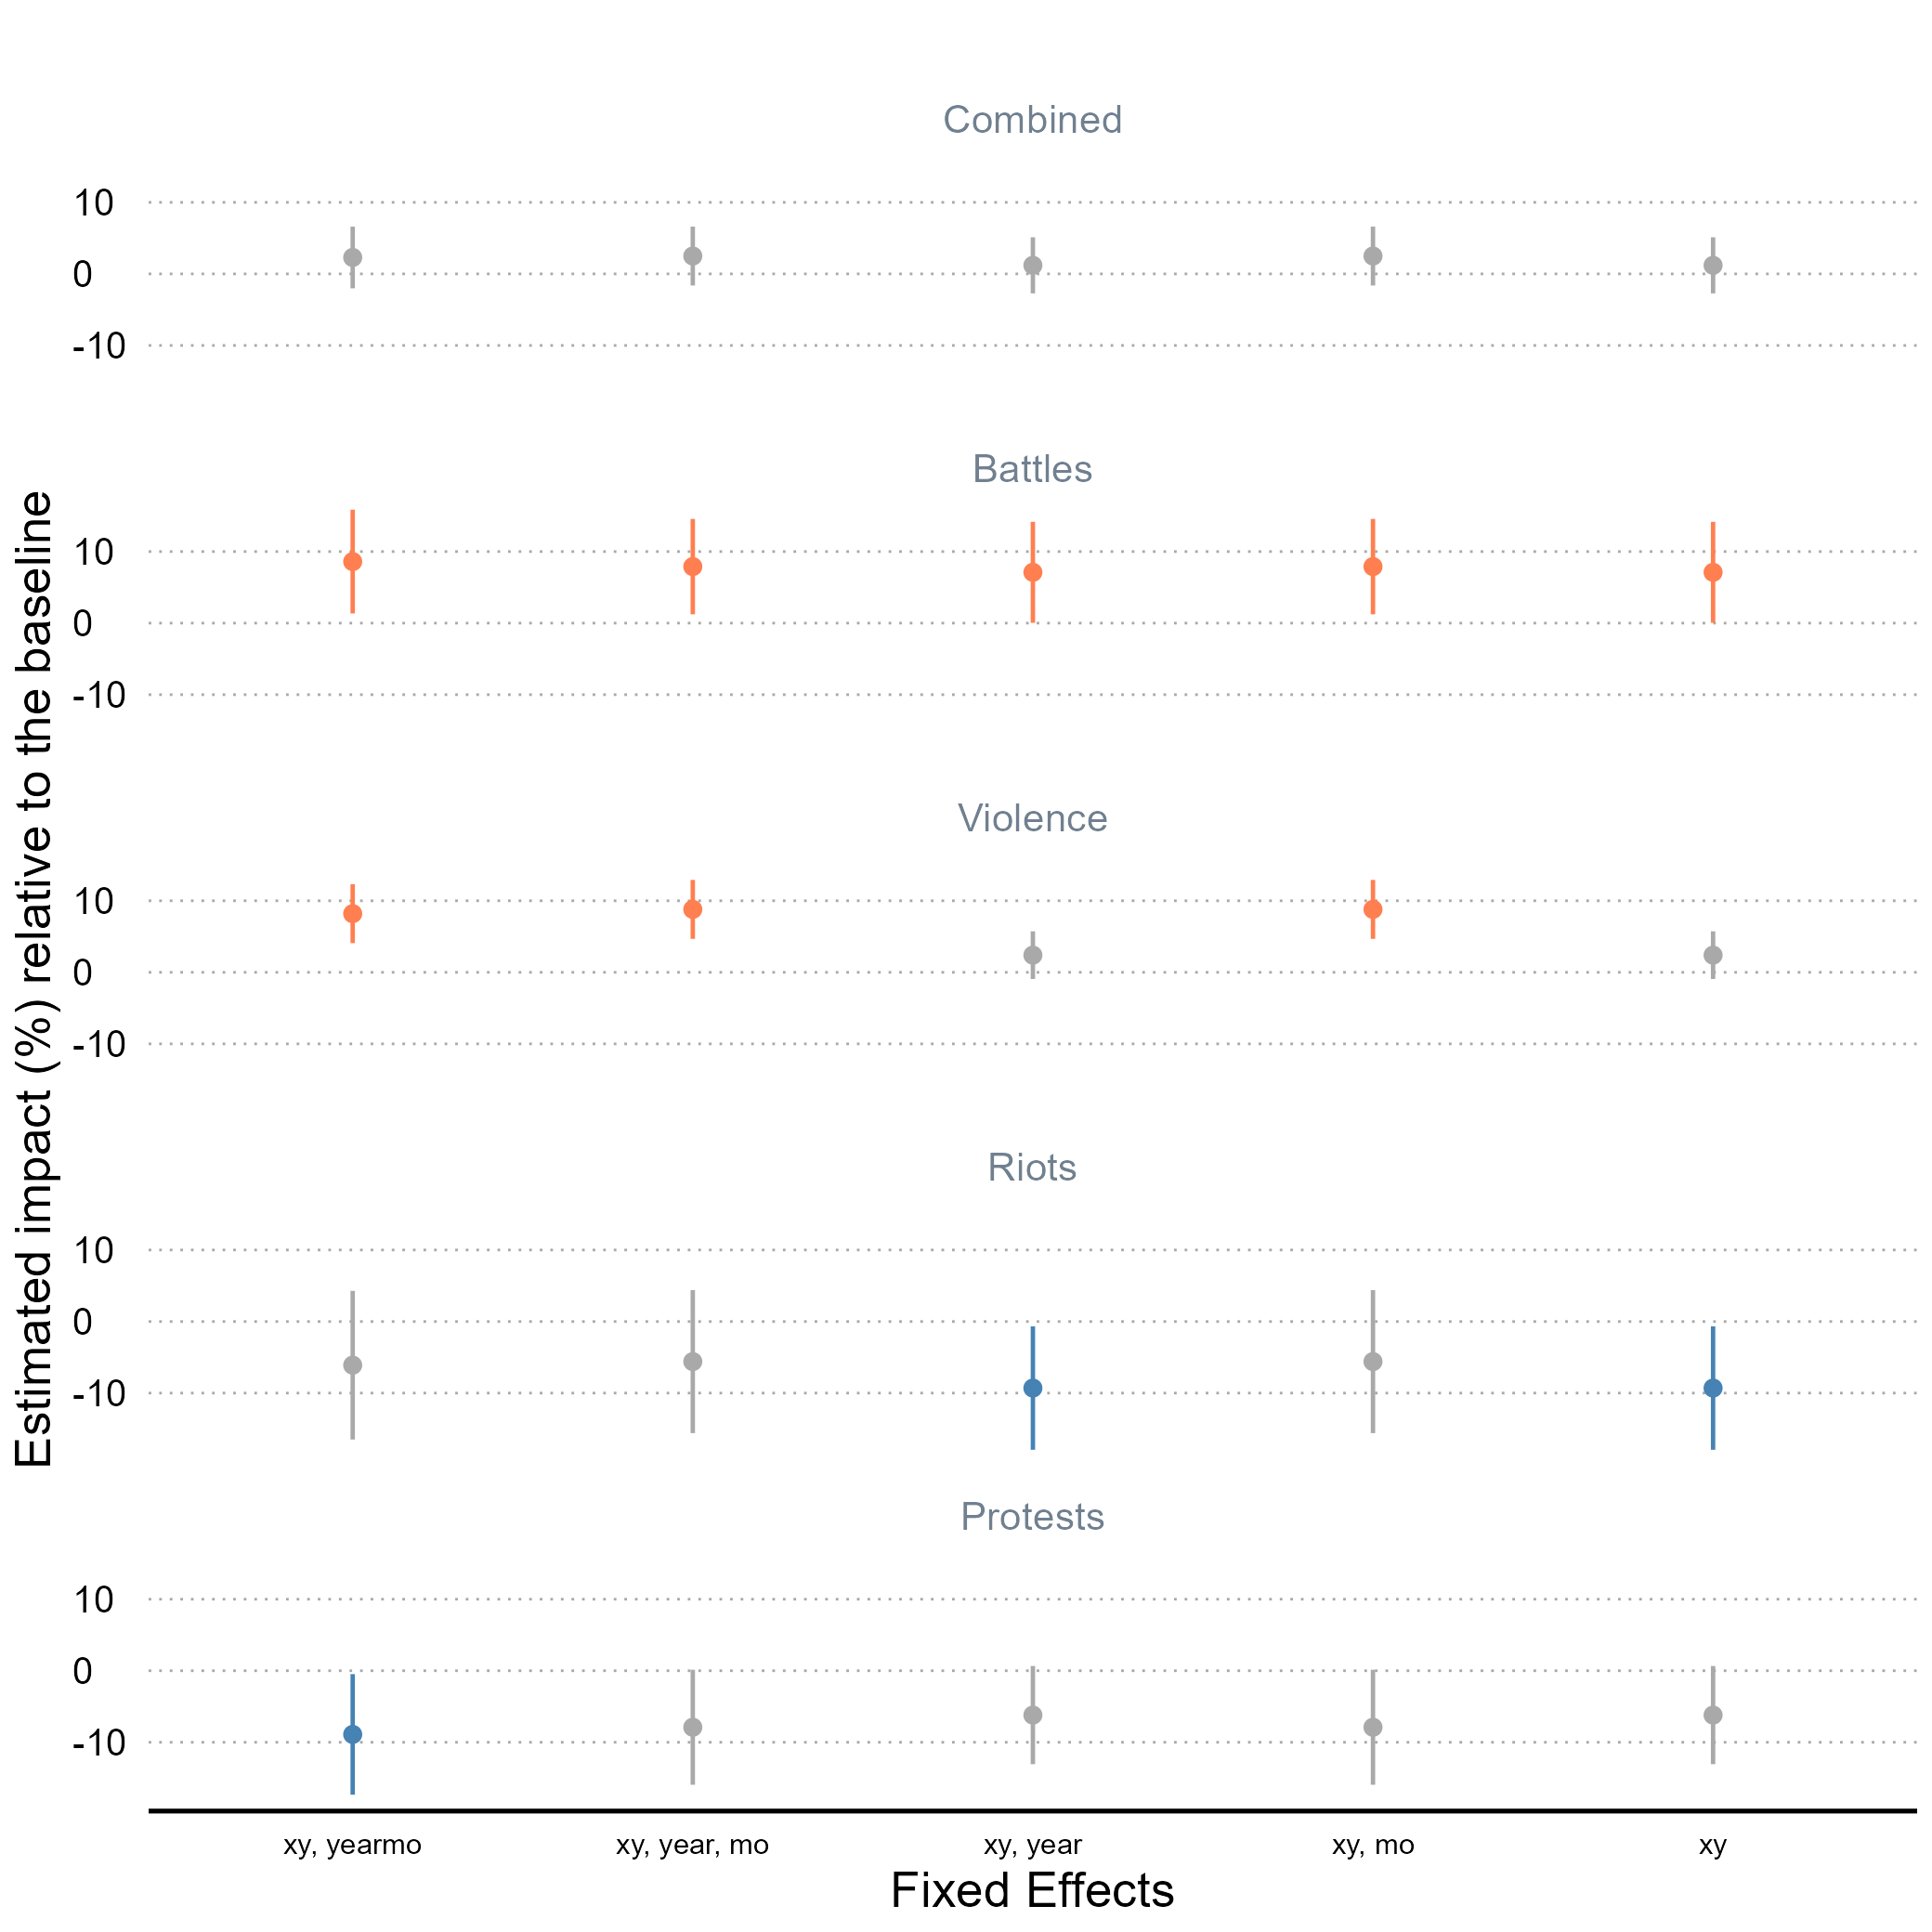 Combined
10
0
-10
Battles
10
0
-10
Violence
10
0
-10
Riots
10
0
-10
Protests
10
0
-10
Estimated impact (%) relative to the baseline
xy, yearmo
xy, year, mo
xy, year
xy, mo
xy
Fixed Effects